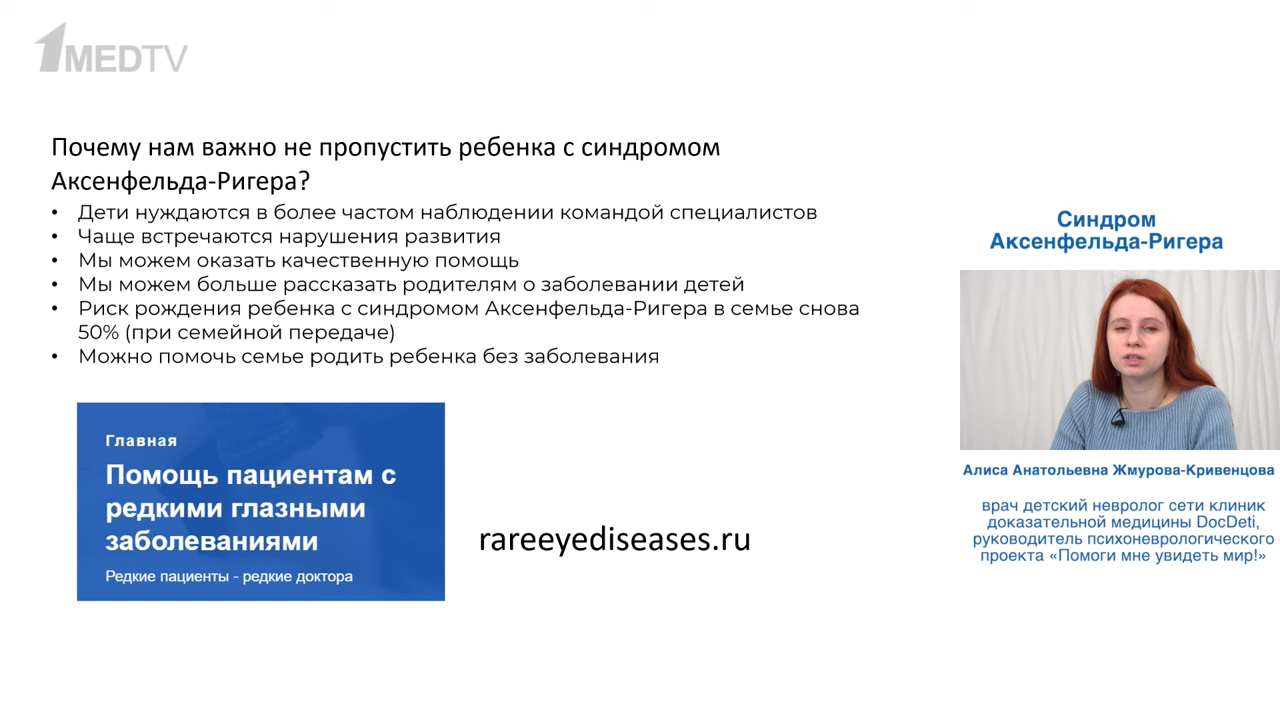 1MEDTV
Почему нам важно не пропустить ребенка с синдромом
Аксенфельда-Ригера?
• Дети нуждаются в более частом наблюдении командой специалистов
• Чаще встречаются нарушения развития
• Мы можем оказать качественную помощь
• Мы можем больше рассказать родителям о заболевании детей
• Риск рождения ребенка с синдромом Аксенфельда-Ригера в семье снова
50% (при семейной передаче)
• Можно помочь семье родить ребенка без заболевания
Главная
Помощь пациентам с
редкими глазными
заболеваниями
Редкие пациенты - редкие доктора
rareeyediseases.ru
Синдром
Аксенфельда-Ригера
Алиса Анатольевна Жмурова-Кривенцова
врач детский невролог сети клиник
доказательной медицины DocDeti,
руководитель психоневрологического
проекта «Помоги мне увидеть мир!»